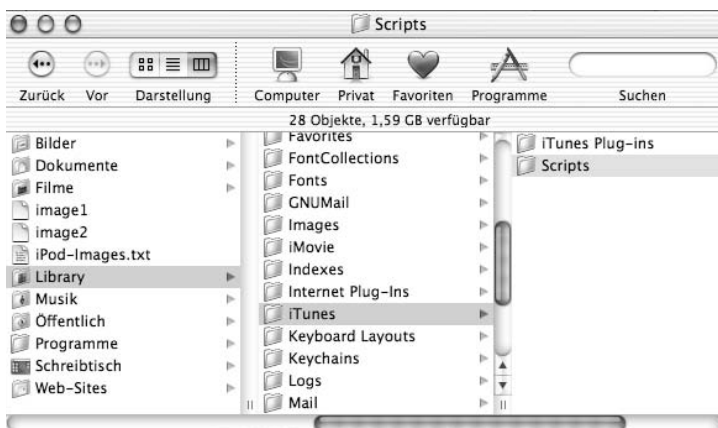 Scripts
Zurück Vor Darstellung Computer Privat Favoriten Programme Suchen
28 Objekte, 1,59 GB verfügbar
Bilder
Dokumente
Filme
image1
image2
iPod-Images.txt
Library
Musik
Öffentlich
Programme
Schreibtisch
Web-Sites
Favorites
FontCollections
Fonts
GNUMail
Images
iMovie
Indexes
Internet Plug-Ins
iTunes
Keyboard Layouts
Keychains
Logs
Mail
iTunes Plug-ins
Scripts